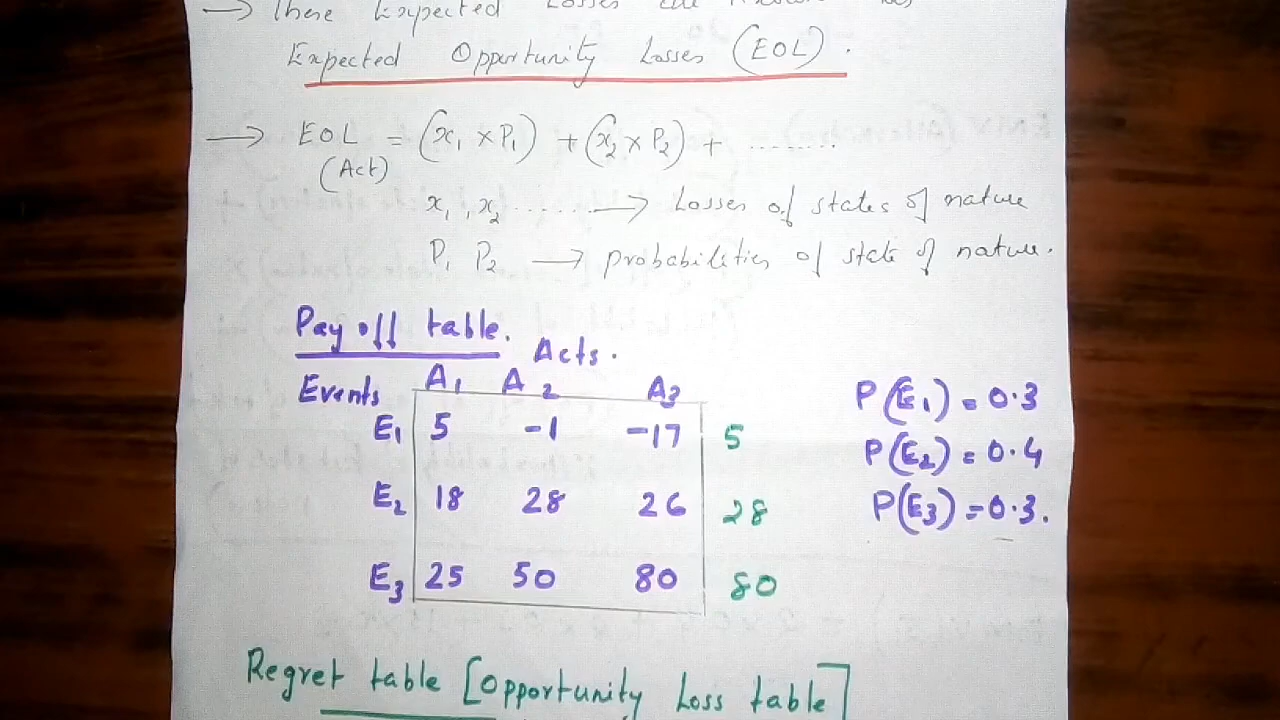 → These Expected Losses
Expected Opportunity Losses (EOL).
→ EOL = (x₁ × P₁) + (x₂ × P₂) + ........
(Act)
x₁, x₂ ......... → Losses of states of nature
P₁ P₂ → probabilities of state of nature.
Pay off table.
Acts.
Events A₁ A₂ A₃
E₁ 5 -1 -17 5
E₂ 18 28 26 28
E₃ 25 50 80 80
P(E₁) = 0.3
P(E₂) = 0.4
P(E₃) = 0.3.
Regret table [Opportunity Loss table]